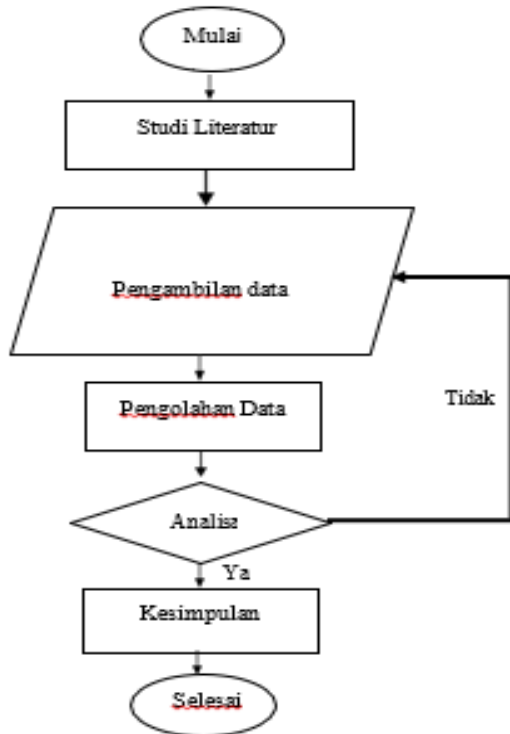 Mulai
Studi Literatur
Pengambilan data
Pengolahan Data
Tidak
Analisa
Ya
Kesimpulan
Selesai